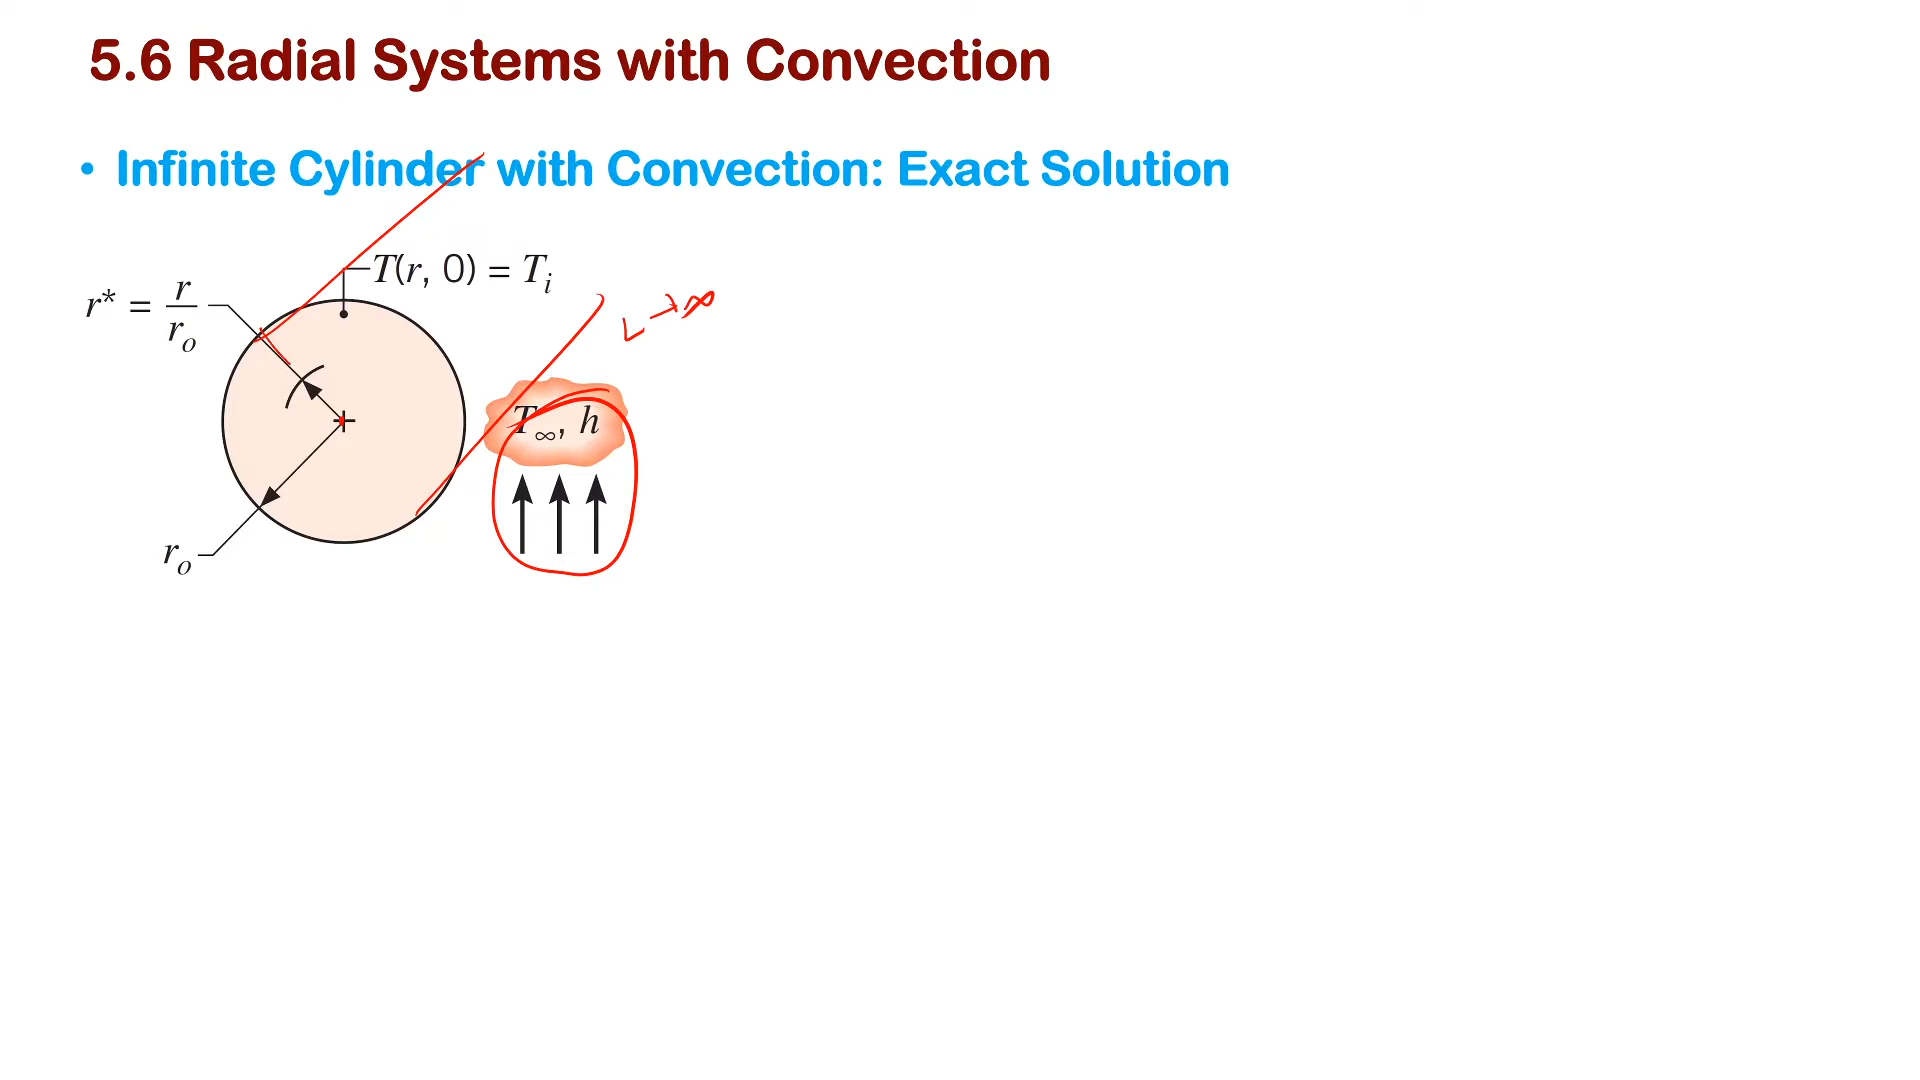 5.6 Radial Systems with Convection
• Infinite Cylinder with Convection: Exact Solution
T(r, 0) = Tᵢ
r* = r/rₒ
L→∞
T∞, h
rₒ